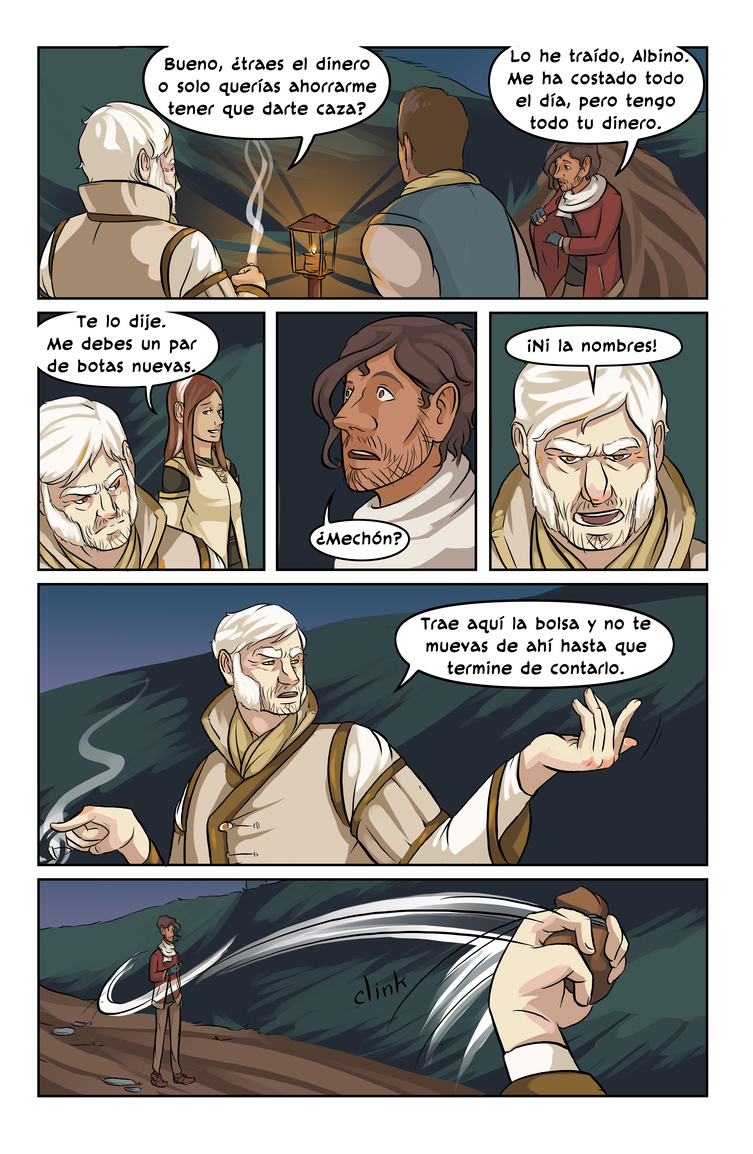 Bueno, ¿traes el dinero
o solo querías ahorrarme
tener que darte caza?
Lo he traído, Albino.
Me ha costado todo
el día, pero tengo
todo tu dinero.
Te lo dije.
Me debes un par
de botas nuevas.
¿Mechón?
¡Ni la nombres!
Trae aquí la bolsa y no te
muevas de ahí hasta que
termine de contarlo.
clink